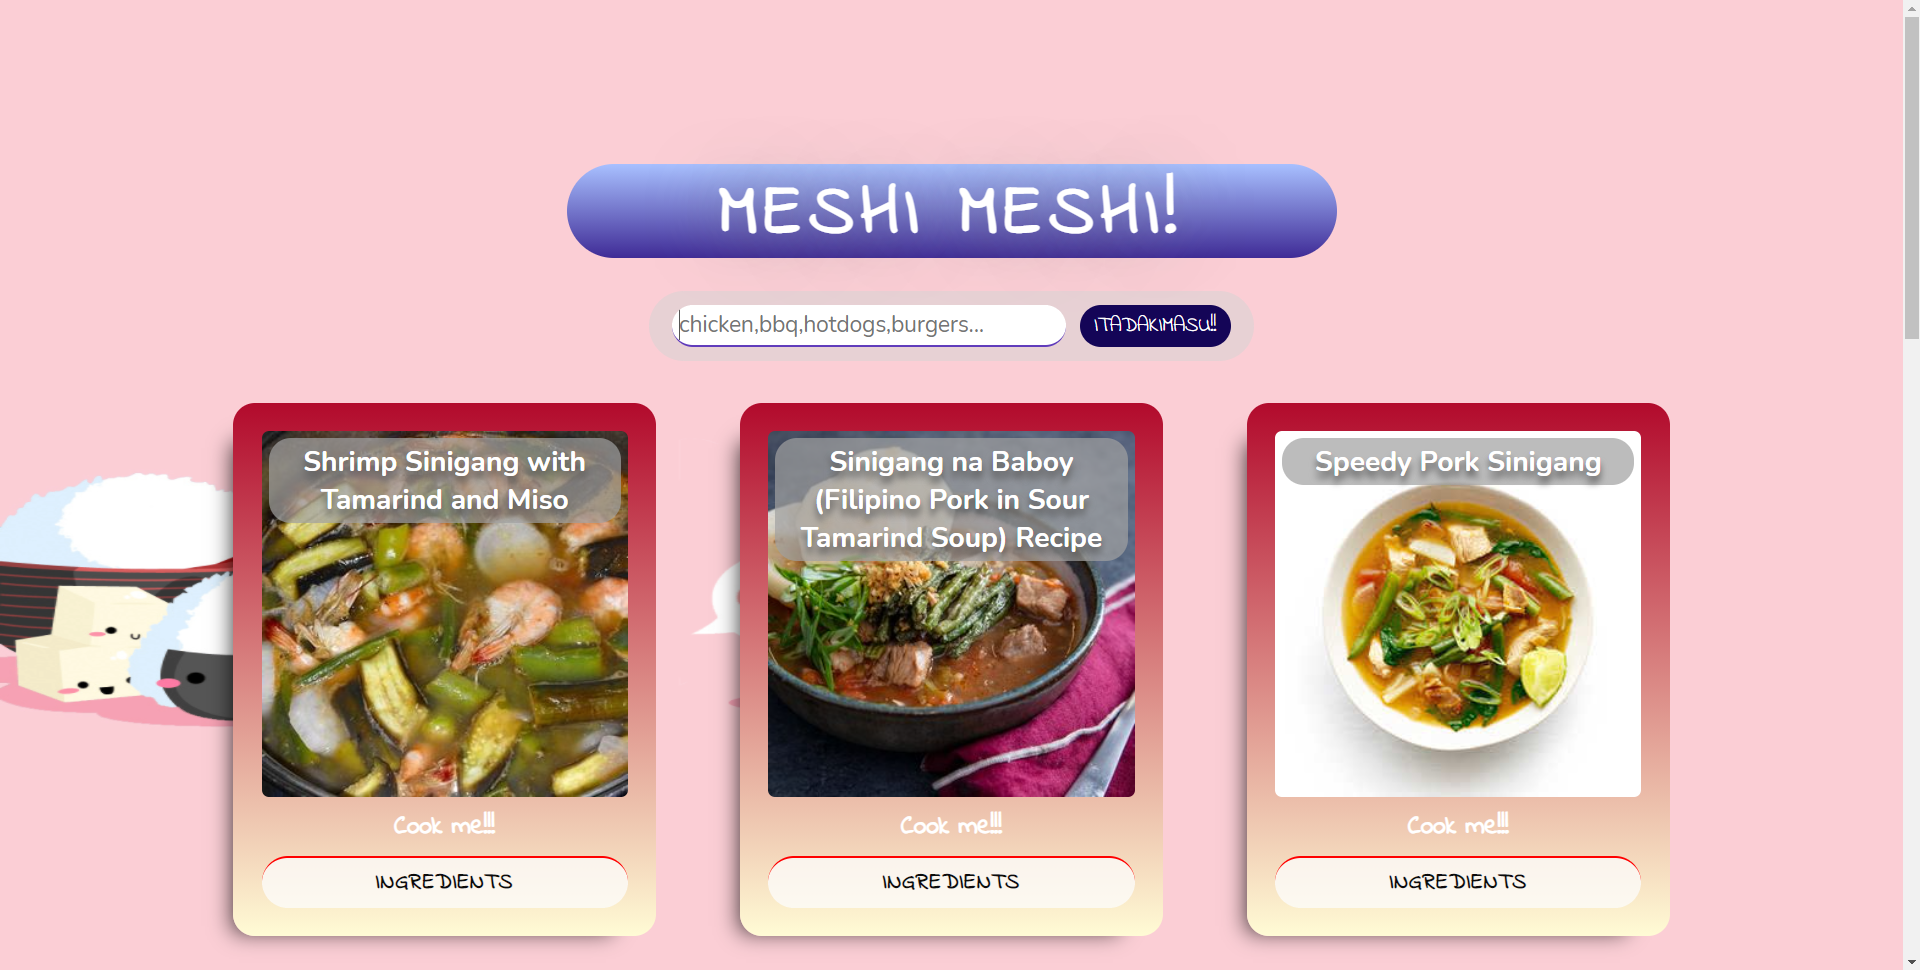 MESHI MESHI!
chicken,bbq,hotdogs,burgers...
ITADAKIMASU!!
Shrimp Sinigang with
Tamarind and Miso
Cook me!!!
INGREDIENTS
Sinigang na Baboy
(Filipino Pork in Sour
Tamarind Soup) Recipe
Cook me!!!
INGREDIENTS
Speedy Pork Sinigang
Cook me!!!
INGREDIENTS